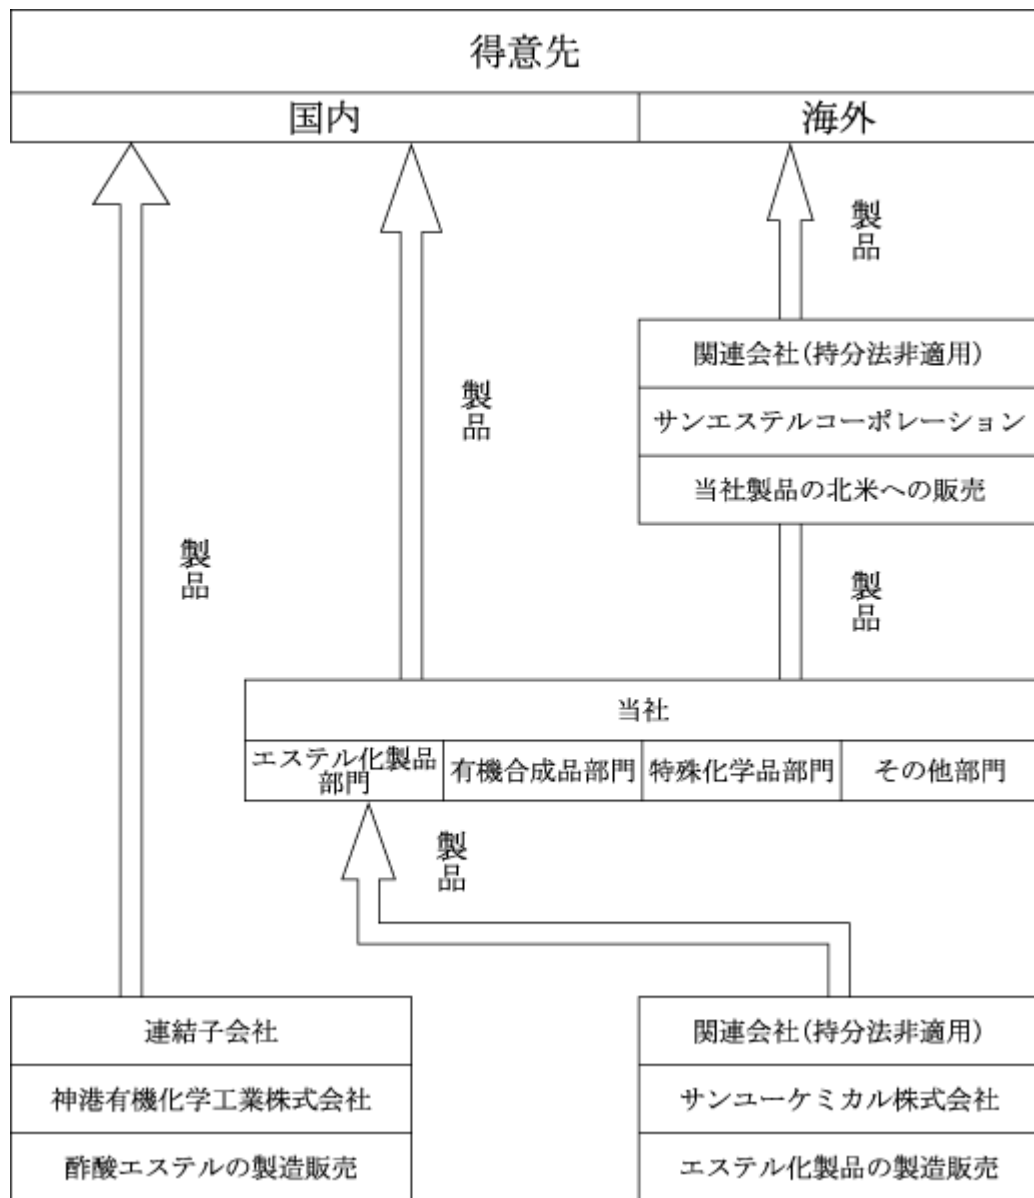 得意先
国内
海外
製品
関連会社(持分法非適用)
サンエステルコーポレーション
当社製品の北米への販売
製品
製品
製品
当社
エステル化製品
部門
有機合成品部門
特殊化学品部門
その他部門
製品
連結子会社
神港有機化学工業株式会社
酢酸エステルの製造販売
関連会社(持分法非適用)
サンユーケミカル株式会社
エステル化製品の製造販売